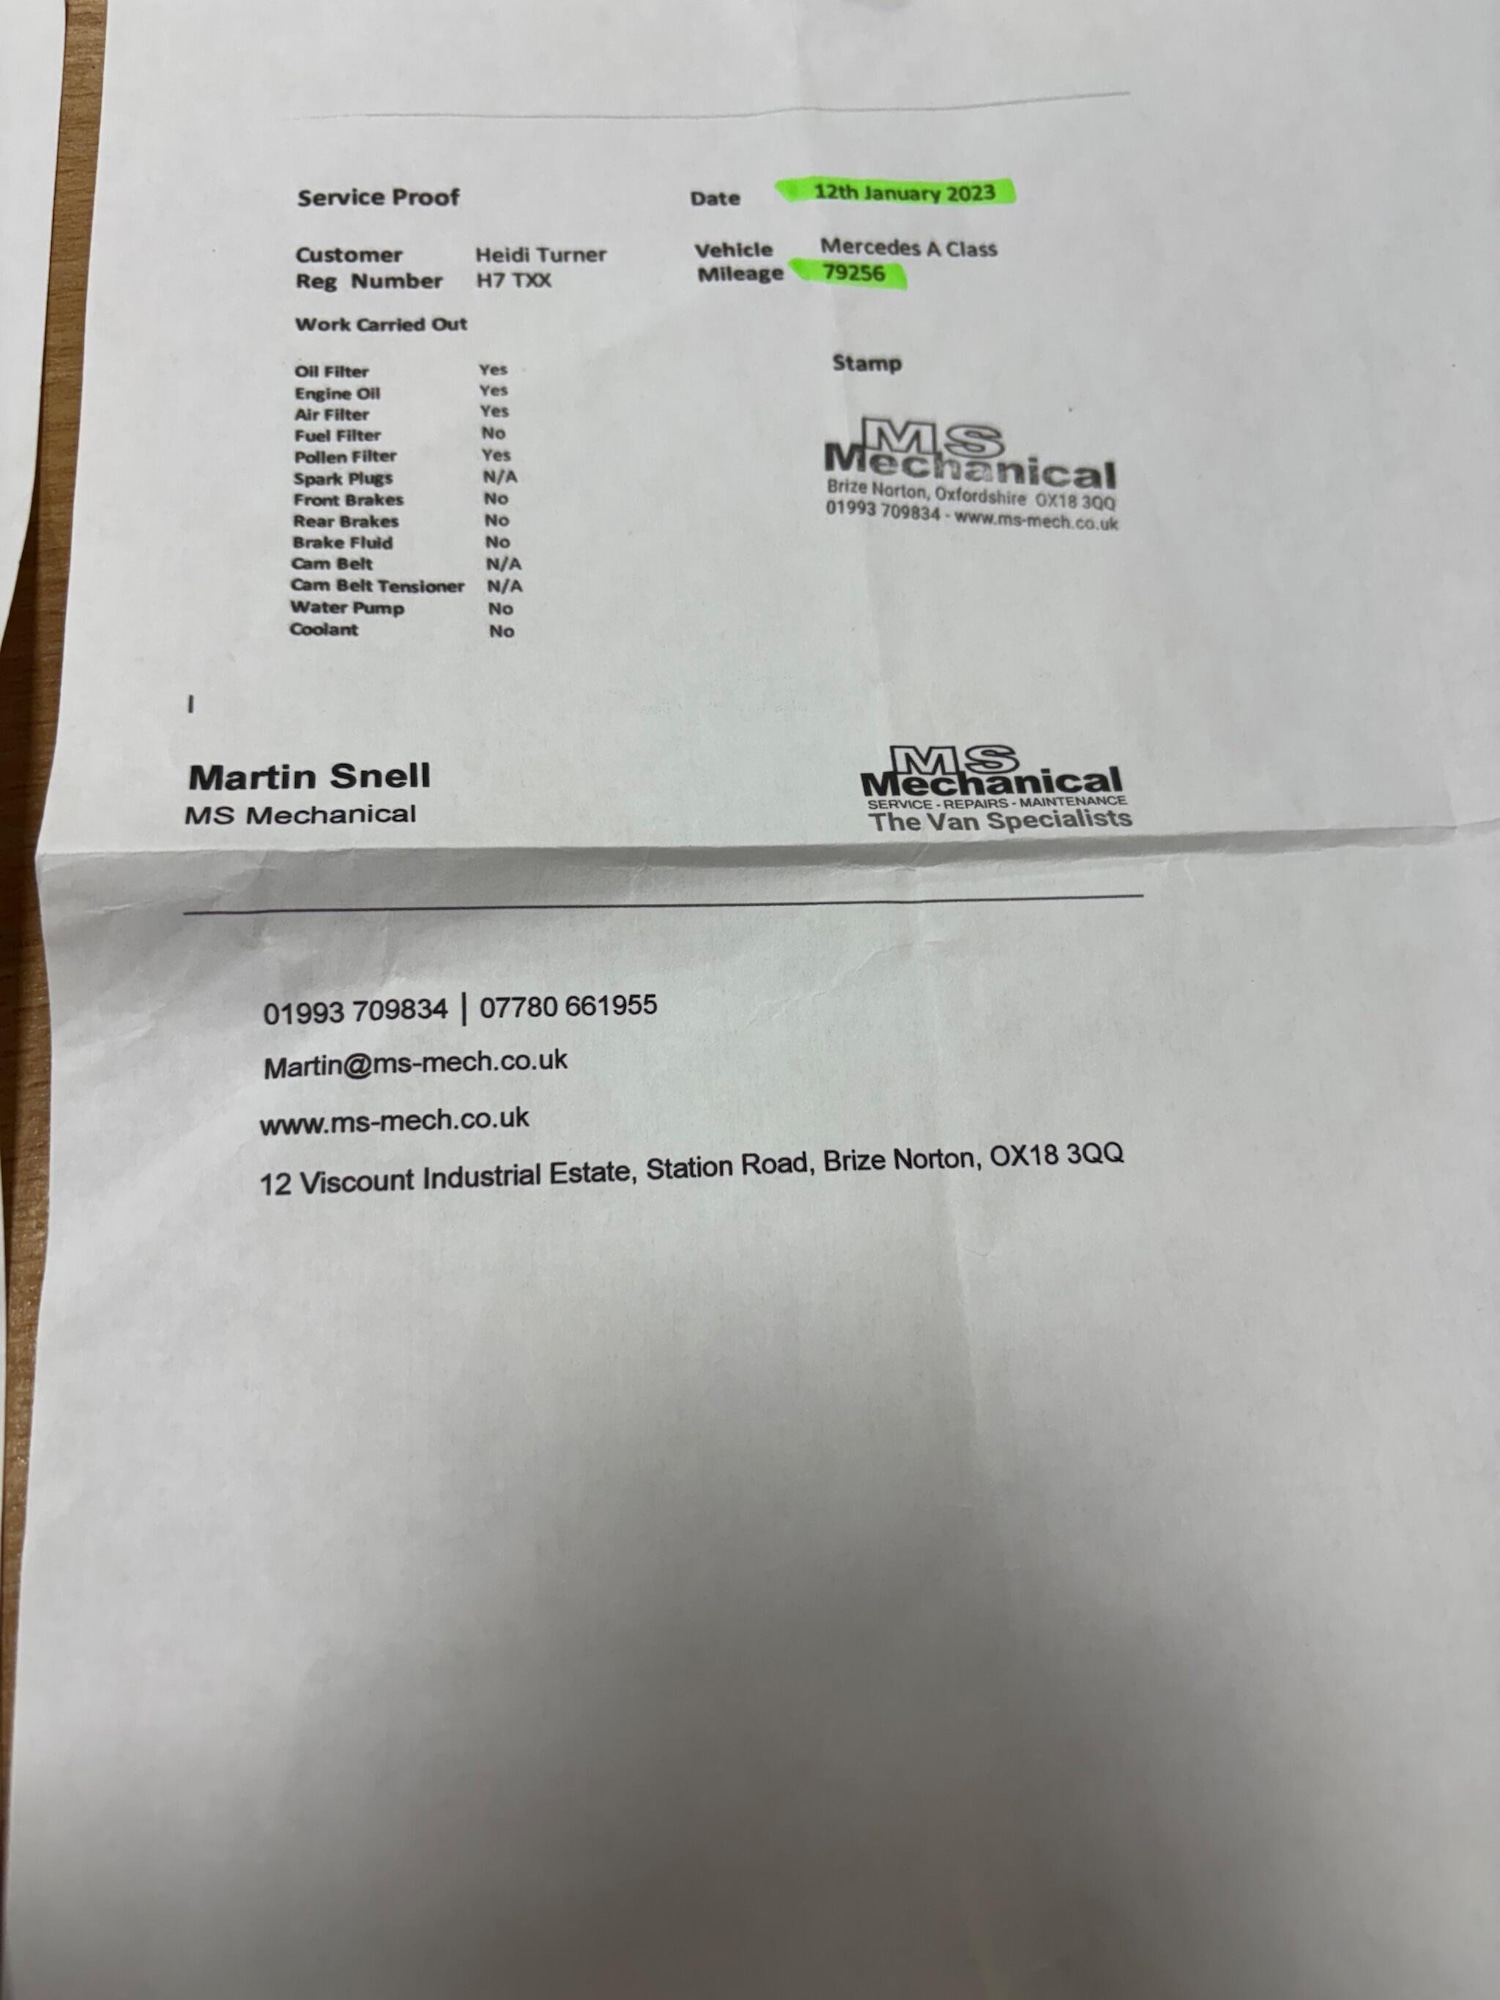 Service Proof Date 12th January 2023
Customer Heidi Turner Vehicle Mercedes A Class
Reg Number H7 TXX Mileage 79256
Work Carried Out
Stamp
Oil Filter Yes
Engine Oil Yes
Air Filter Yes
Fuel Filter No
Pollen Filter Yes
Spark Plugs N/A
Front Brakes No
Rear Brakes No
Brake Fluid No
Cam Belt N/A
Cam Belt Tensioner N/A
Water Pump No
Coolant No
MS
Mechanical
Brize Norton, Oxfordshire OX18 3QQ
01993 709834 - www.ms-mech.co.uk
I
Martin Snell
MS Mechanical
MS
Mechanical
SERVICE - REPAIRS - MAINTENANCE
The Van Specialists
01993 709834 | 07780 661955
Martin@ms-mech.co.uk
www.ms-mech.co.uk
12 Viscount Industrial Estate, Station Road, Brize Norton, OX18 3QQ